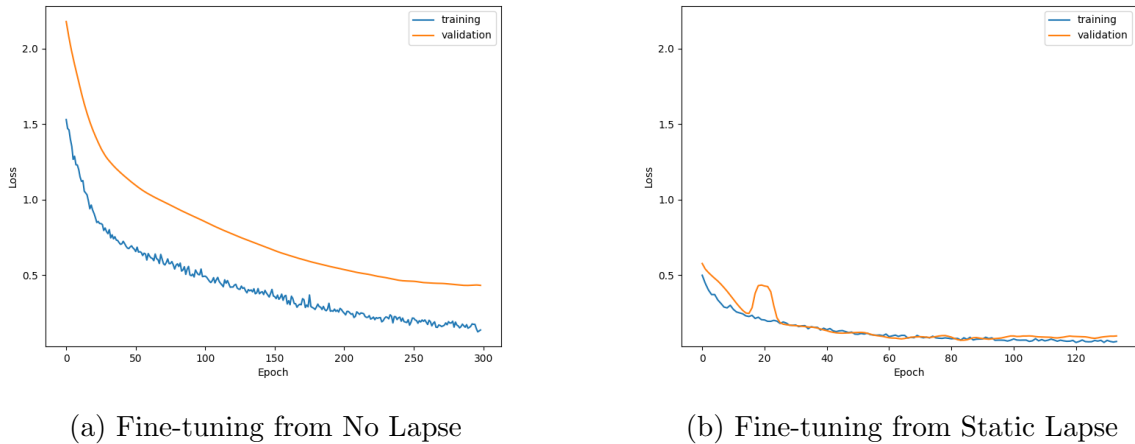 training
validation
2.0
1.5
1.0
0.5
Loss
0
50
100
150
200
250
300
Epoch
(a) Fine-tuning from No Lapse
training
validation
2.0
1.5
1.0
0.5
Loss
0
20
40
60
80
100
120
Epoch
(b) Fine-tuning from Static Lapse